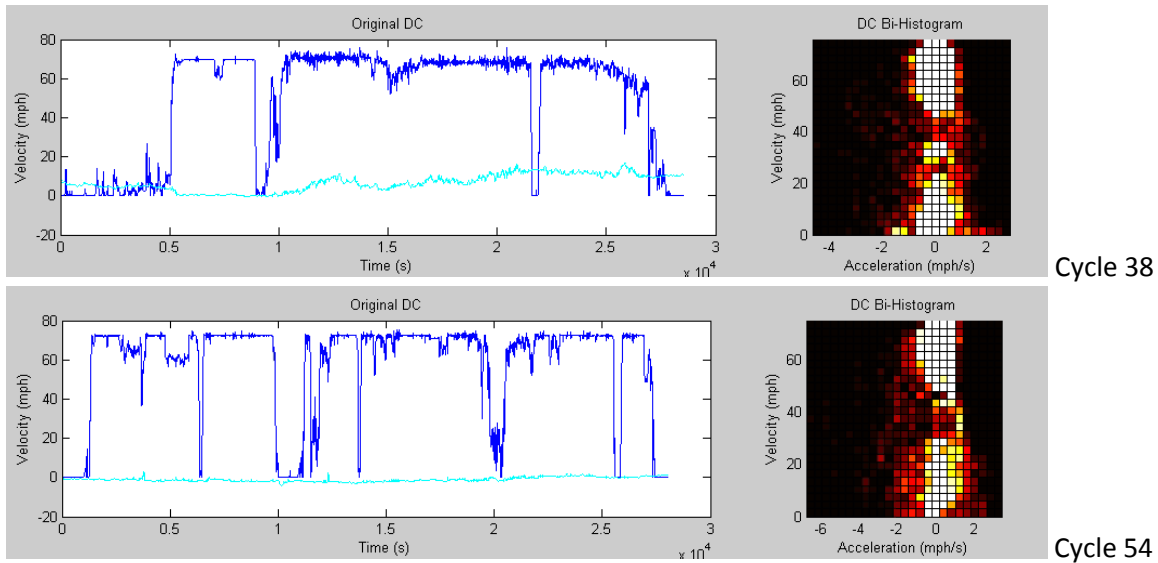 Original DC
DC Bi-Histogram
80
60
40
20
0
-20
Velocity (mph)
0
0.5
1
1.5
2
2.5
3
Time (s)
x 10^4
60
40
20
0
Velocity (mph)
-4
-2
0
2
Acceleration (mph/s)
Cycle 38
Original DC
DC Bi-Histogram
80
60
40
20
0
-20
Velocity (mph)
0
0.5
1
1.5
2
2.5
3
Time (s)
x 10^4
60
40
20
0
Velocity (mph)
-6
-4
-2
0
2
Acceleration (mph/s)
Cycle 54